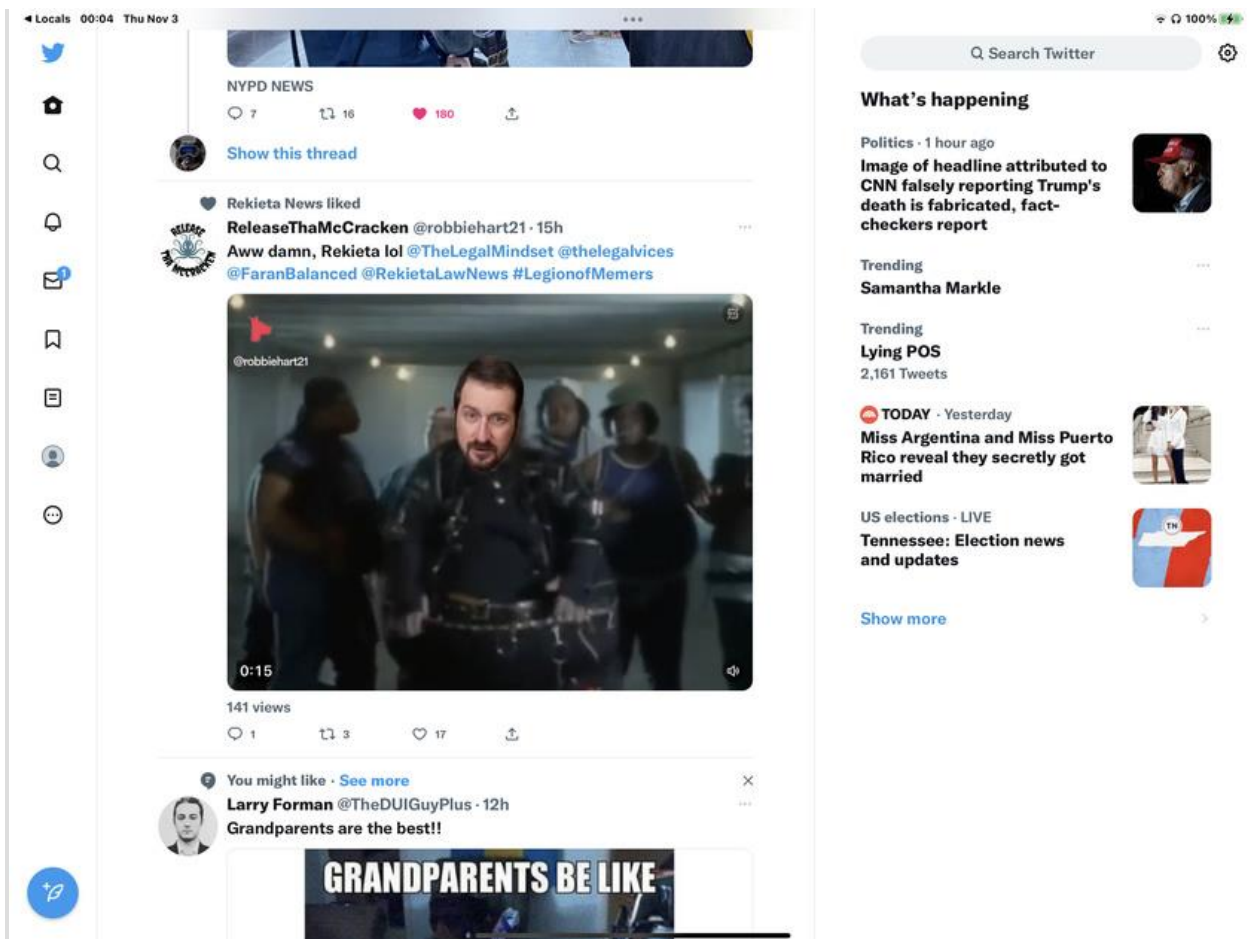 Locals 00:04 Thu Nov 3
100%
NYPD NEWS
7 16 180
Show this thread
Rekieta News liked
RELEASE
THA MCCRACKEN
ReleaseThaMcCracken @robbiehart21 · 15h
Aww damn, Rekieta lol @TheLegalMindset @thelegalvices
@FaranBalanced @RekietaLawNews #LegionofMemers
@robbiehart21
0:15
141 views
1 3 17
You might like · See more
Larry Forman @TheDUIGuyPlus · 12h
Grandparents are the best!!
GRANDPARENTS BE LIKE
1
Search Twitter
What's happening
Politics · 1 hour ago
Image of headline attributed to
CNN falsely reporting Trump's
death is fabricated, fact-
checkers report
Trending
Samantha Markle
Trending
Lying POS
2,161 Tweets
TODAY · Yesterday
Miss Argentina and Miss Puerto
Rico reveal they secretly got
married
US elections · LIVE
Tennessee: Election news
and updates
TN
Show more